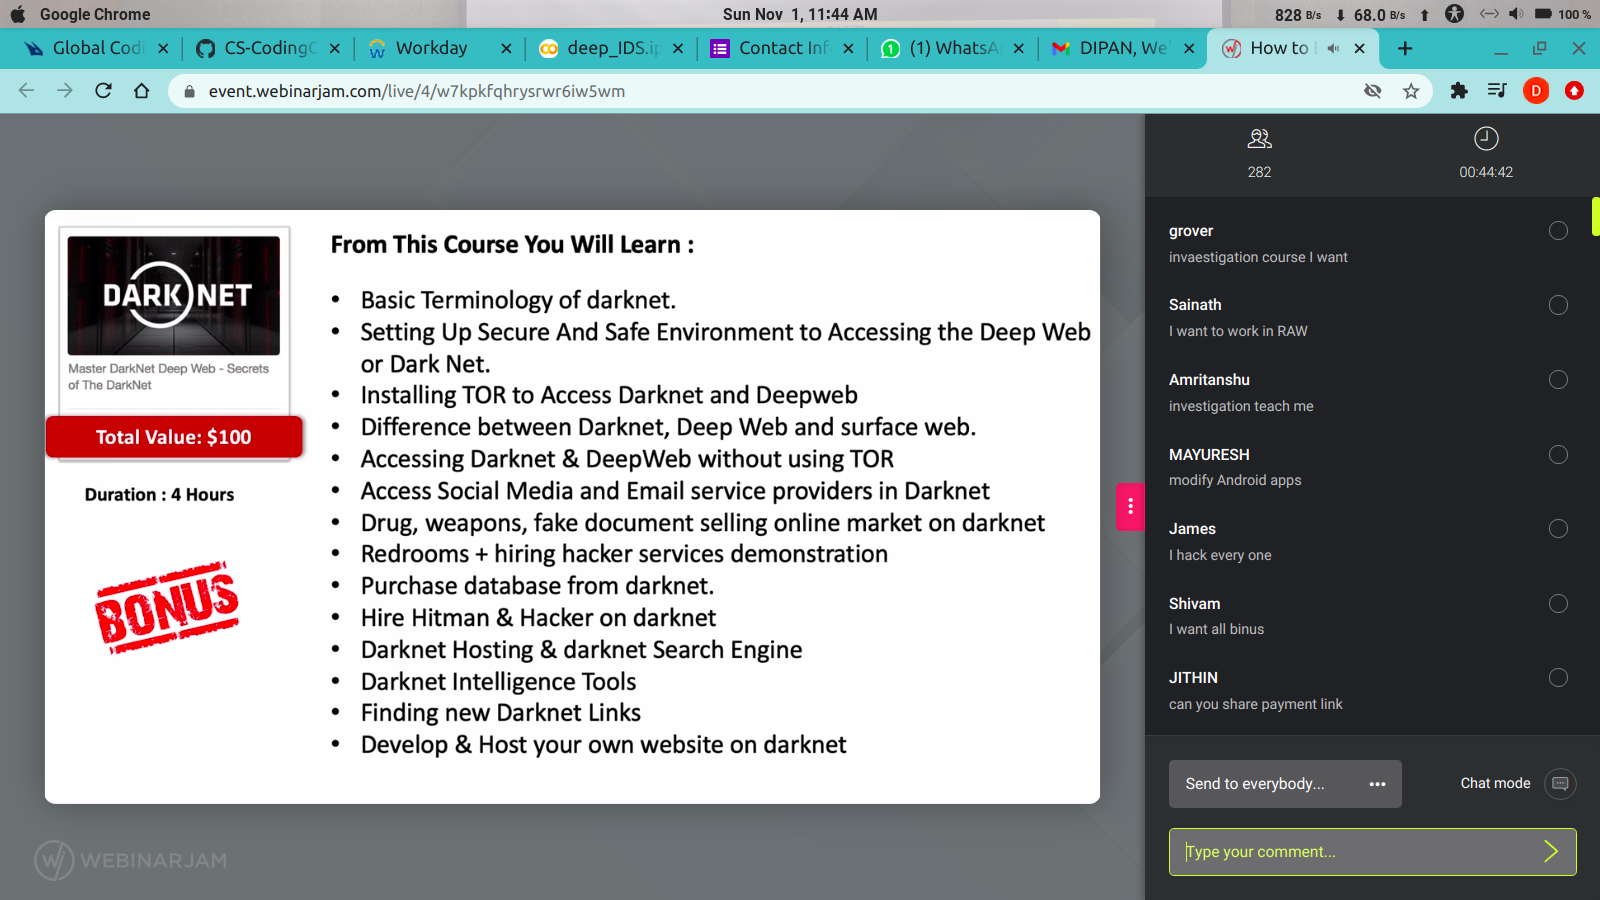 Google Chrome
Sun Nov 1, 11:44 AM
828 B/s 68.0 B/s 100 %
Global Codi
CS-CodingC
Workday
deep_IDS.ip
Contact Info
(1) WhatsA
DIPAN, We'
How to
event.webinarjam.com/live/4/w7kpkfqhrysrwr6iw5wm
D
282
00:44:42
DARK NET
Master DarkNet Deep Web - Secrets
of The DarkNet
Total Value: $100
Duration : 4 Hours
BONUS
From This Course You Will Learn :
• Basic Terminology of darknet.
• Setting Up Secure And Safe Environment to Accessing the Deep Web
or Dark Net.
• Installing TOR to Access Darknet and Deepweb
• Difference between Darknet, Deep Web and surface web.
• Accessing Darknet & DeepWeb without using TOR
• Access Social Media and Email service providers in Darknet
• Drug, weapons, fake document selling online market on darknet
• Redrooms + hiring hacker services demonstration
• Purchase database from darknet.
• Hire Hitman & Hacker on darknet
• Darknet Hosting & darknet Search Engine
• Darknet Intelligence Tools
• Finding new Darknet Links
• Develop & Host your own website on darknet
WEBINARJAM
grover
invaestigation course I want
Sainath
I want to work in RAW
Amritanshu
investigation teach me
MAYURESH
modify Android apps
James
I hack every one
Shivam
I want all binus
JITHIN
can you share payment link
Send to everybody...
Chat mode
Type your comment...